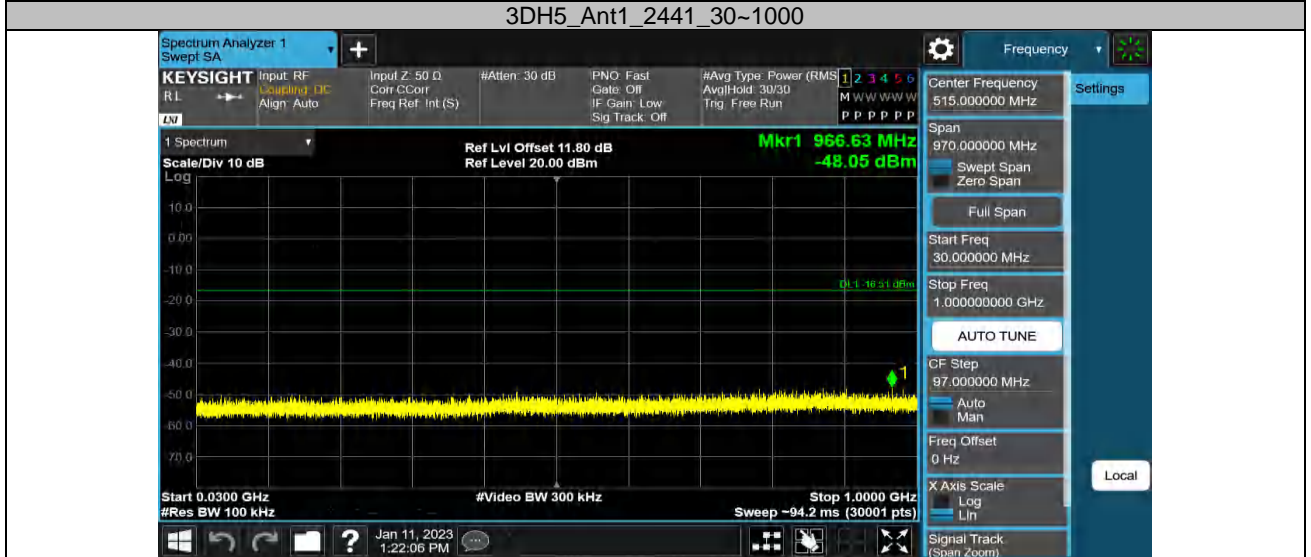 3DH5_Ant1_2441_30~1000
Spectrum Analyzer 1
Swept SA
+
Frequency
KEYSIGHT
RL
LXI
Input: RF
Coupling: DC
Align: Auto
Input Z: 50 Ω
Corr CCorr
Freq Ref: Int (S)
#Atten: 30 dB
PNO: Fast
Gate: Off
IF Gain: Low
Sig Track: Off
#Avg Type: Power (RMS
Avg|Hold: 30/30
Trig: Free Run
1 2 3 4 5 6
M W W W W W
P P P P P P
1 Spectrum
Scale/Div 10 dB
Log
Ref Lvl Offset 11.80 dB
Ref Level 20.00 dBm
Mkr1 966.63 MHz
-48.05 dBm
10.0
0.00
-10.0
-20.0
-30.0
-40.0
-50.0
-60.0
-70.0
DL1 -16.51 dBm
1
Start 0.0300 GHz
#Res BW 100 kHz
#Video BW 300 kHz
Stop 1.0000 GHz
Sweep ~94.2 ms (30001 pts)
?
Jan 11, 2023
1:22:06 PM
Center Frequency
515.000000 MHz
Span
970.000000 MHz
Swept Span
Zero Span
Full Span
Start Freq
30.000000 MHz
Stop Freq
1.000000000 GHz
AUTO TUNE
CF Step
97.000000 MHz
Auto
Man
Freq Offset
0 Hz
X Axis Scale
Log
Lin
Signal Track
(Span Zoom)
Settings
Local